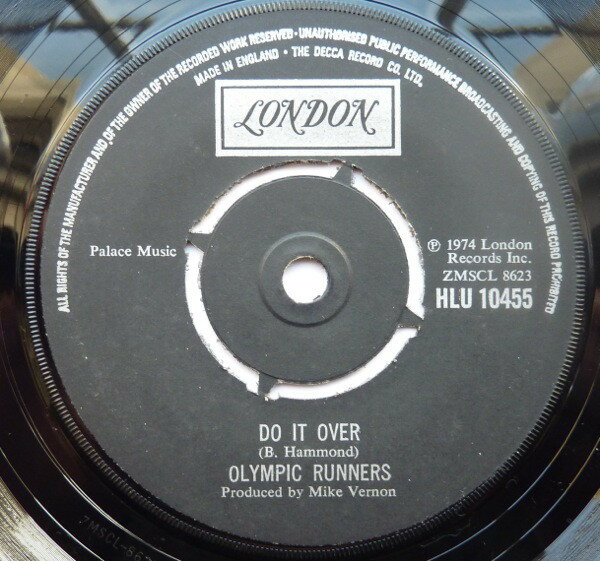 ALL RIGHTS OF THE MANUFACTURER AND OF THE OWNER OF THE RECORDED WORK RESERVED · UNAUTHORISED PUBLIC PERFORMANCE BROADCASTING AND COPYING OF THIS RECORD PROHIBITED
MADE IN ENGLAND · THE DECCA RECORD CO. LTD.
LONDON
Palace Music
℗ 1974 London
Records Inc.
ZMSCL 8623
HLU 10455
DO IT OVER
(B. Hammond)
OLYMPIC RUNNERS
Produced by Mike Vernon